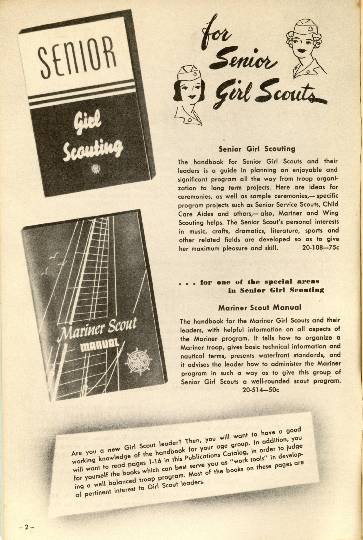 for
Senior
Girl Scouts
SENIOR
Girl
Scouting
Senior Girl Scouting
The handbook for Senior Girl Scouts and their
leaders is a guide in planning an enjoyable and
significant program all the way from troop organi-
zation to long term projects. Here are ideas for
ceremonies, as well as sample ceremonies,—specific
program projects such as Senior Service Scouts, Child
Care Aides and others,— also, Mariner and Wing
Scouting helps. The Senior Scout's personal interests
in music, crafts, dramatics, literature, sports and
other related fields are developed so as to give
her maximum pleasure and skill. 20-108—75c
. . . for one of the special areas
in Senior Girl Scouting
Mariner Scout
MANUAL
Mariner Scout Manual
The handbook for the Mariner Girl Scouts and their
leaders, with helpful information on all aspects of
the Mariner program. It tells how to organize a
Mariner troop, gives basic technical information and
nautical terms, presents waterfront standards, and
it advises the leader how to administer the Mariner
program in such a way as to give this group of
Senior Girl Scouts a well-rounded scout program.
20-514—50c
Are you a new Girl Scout leader? Then, you will want to have a good
working knowledge of the handbook for your age group. In addition, you
will want to read pages 1-16 in this Publications Catalog, in order to judge
for yourself the books which can best serve you as "work tools" in develop-
ing a well balanced troop program. Most of the books on these pages are
of pertinent interest to Girl Scout leaders.
- 2 -